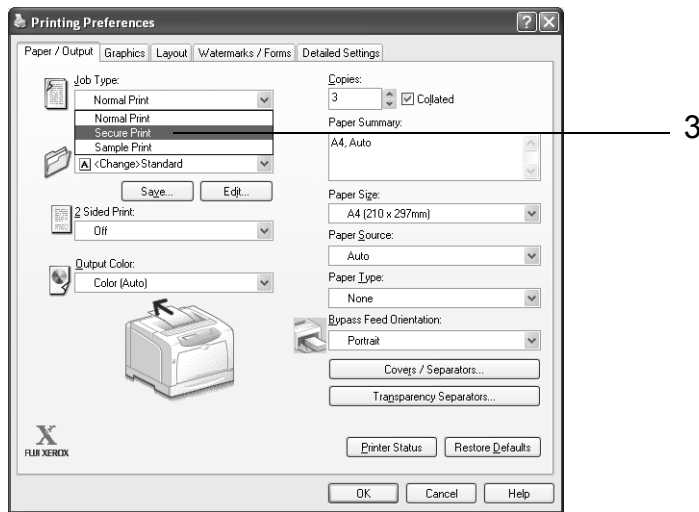 Printing Preferences
Paper / Output Graphics Layout Watermarks / Forms Detailed Settings
Job Type:
Normal Print
Normal Print
Secure Print
Sample Print
A <Change>Standard
Save... Edit...
2 Sided Print:
Off
Output Color:
Color (Auto)
Copies:
3 Collated
Paper Summary:
A4, Auto
Paper Size:
A4 (210 x 297mm)
Paper Source:
Auto
Paper Type:
None
Bypass Feed Orientation:
Portrait
Covers / Separators...
Transparency Separators...
X
FUJI XEROX
Printer Status Restore Defaults
OK Cancel Help
3